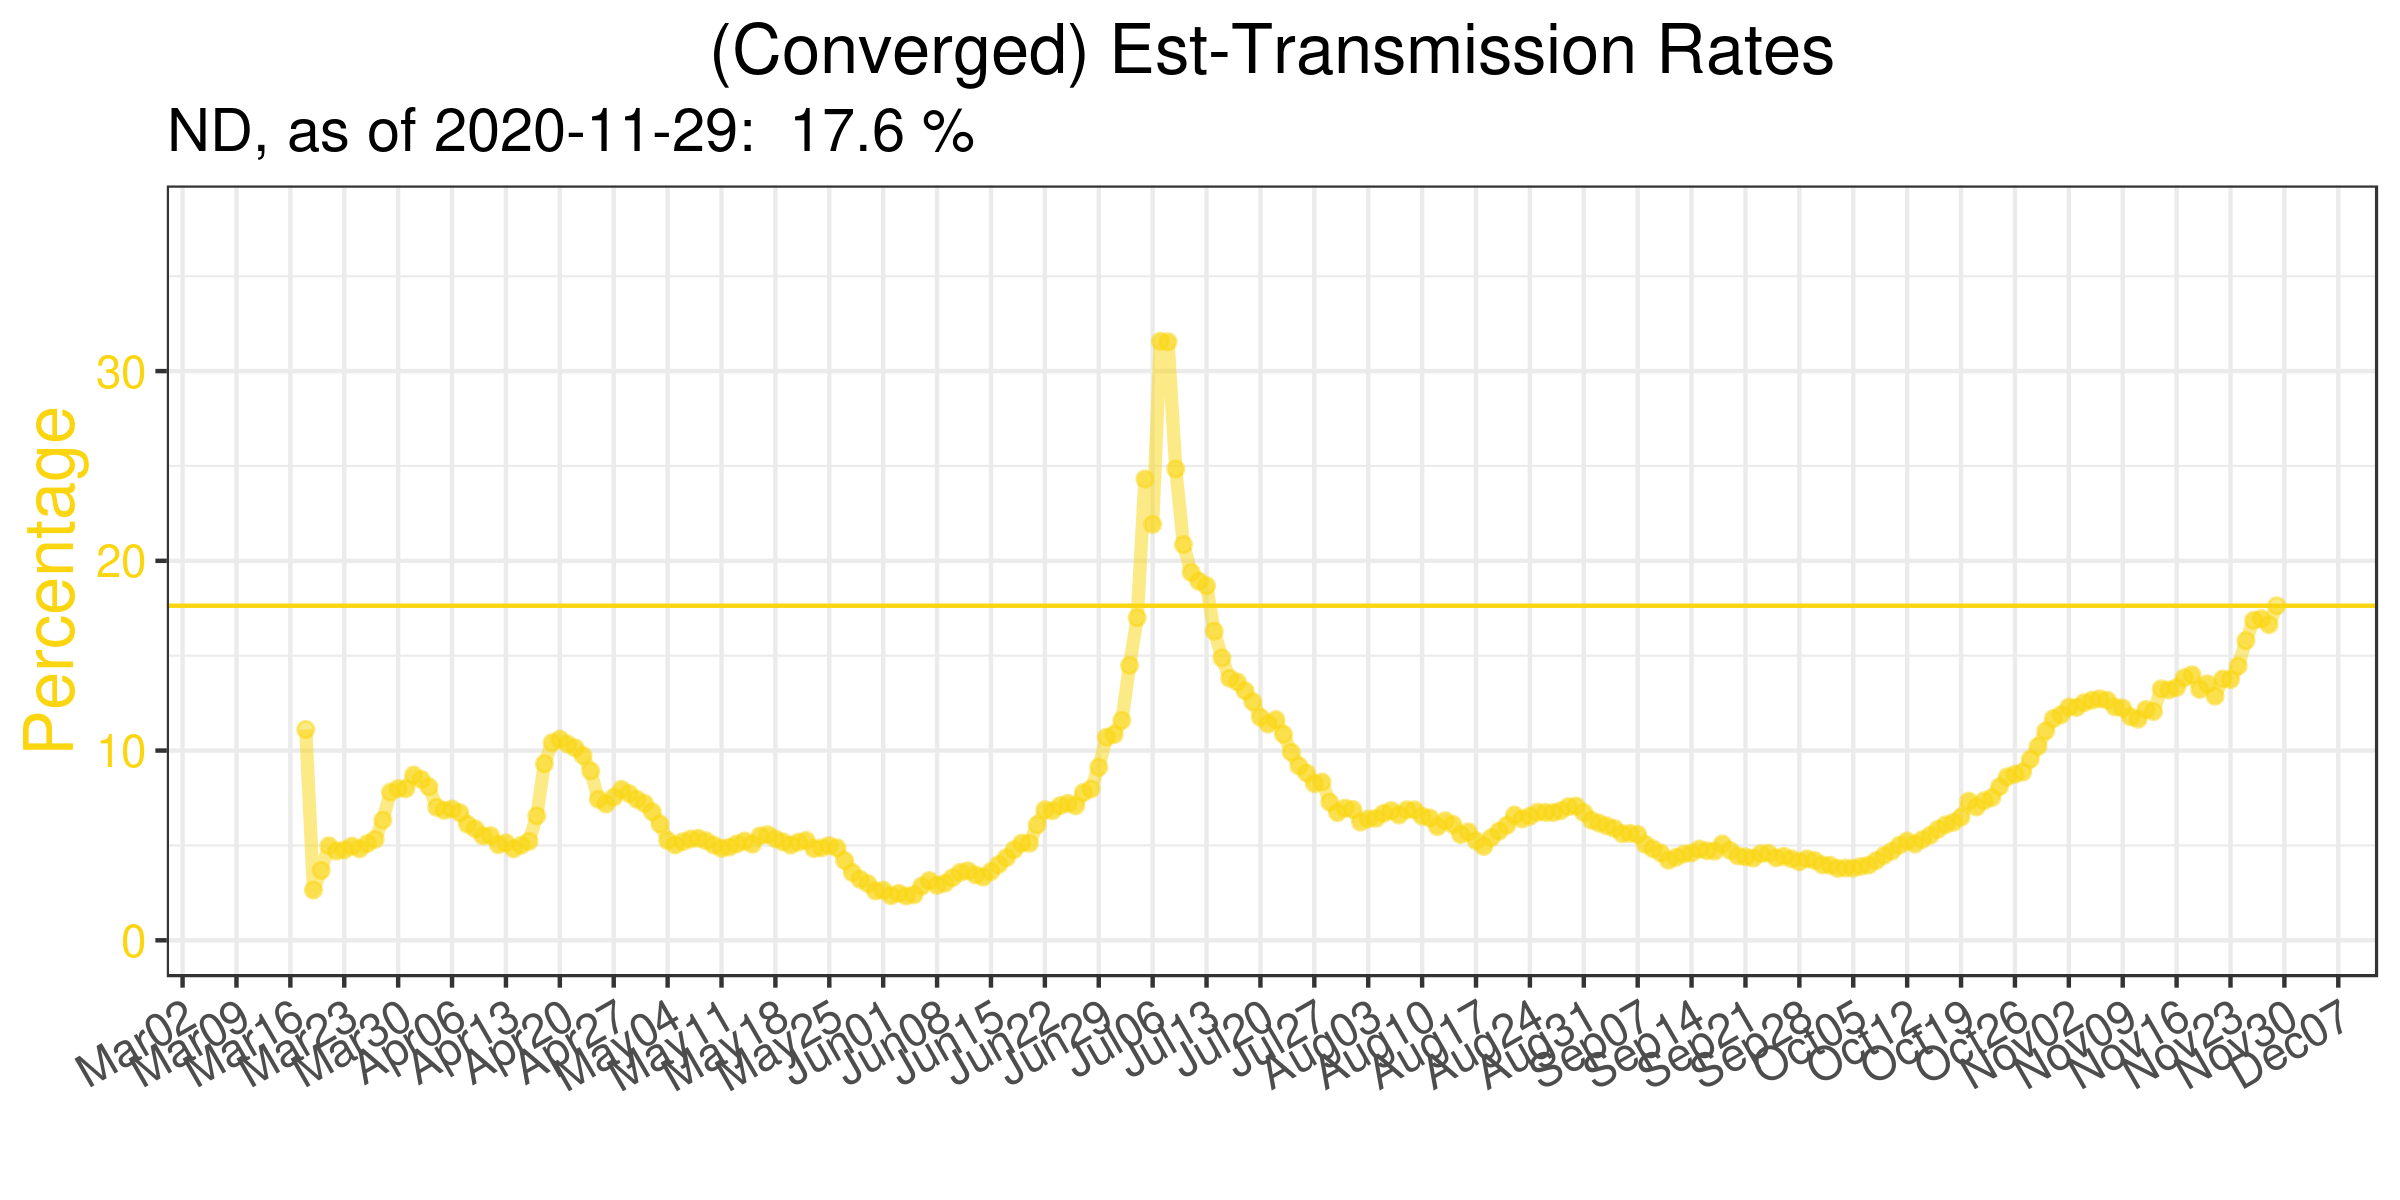 (Converged) Est-Transmission Rates
ND, as of 2020-11-29:  17.6 %
Percentage
30
20
10
0
Mar02
Mar09
Mar16
Mar23
Mar30
Apr06
Apr13
Apr20
Apr27
May04
May11
May18
May25
Jun01
Jun08
Jun15
Jun22
Jun29
Jul06
Jul13
Jul20
Jul27
Aug03
Aug10
Aug17
Aug24
Aug31
Sep07
Sep14
Sep21
Sep28
Oct05
Oct12
Oct19
Oct26
Nov02
Nov09
Nov16
Nov23
Nov30
Dec07